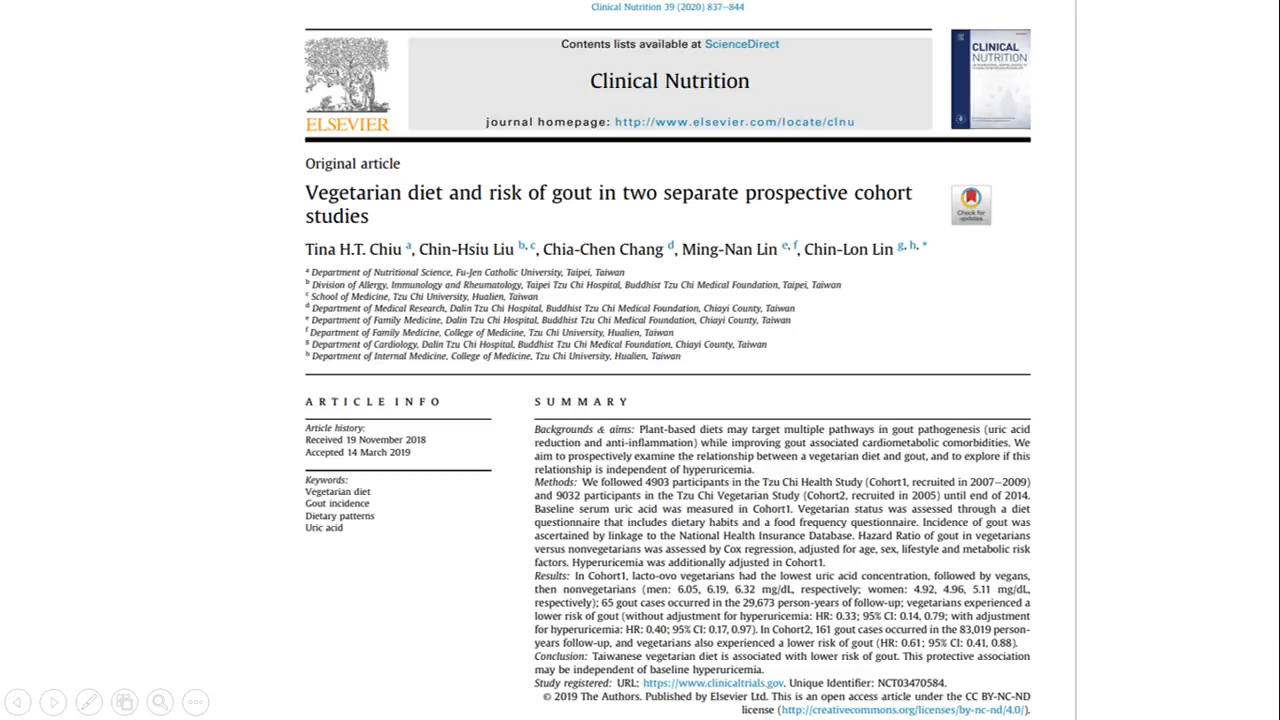 Clinical Nutrition 39 (2020) 837–844
Contents lists available at ScienceDirect
Clinical Nutrition
journal homepage: http://www.elsevier.com/locate/clnu
ELSEVIER
CLINICAL
NUTRITION
Original article
Vegetarian diet and risk of gout in two separate prospective cohort
studies
Check for
updates
Tina H.T. Chiu a, Chin-Hsiu Liu b, c, Chia-Chen Chang d, Ming-Nan Lin e, f, Chin-Lon Lin g, h, *
a Department of Nutritional Science, Fu-Jen Catholic University, Taipei, Taiwan
b Division of Allergy, Immunology and Rheumatology, Taipei Tzu Chi Hospital, Buddhist Tzu Chi Medical Foundation, Taipei, Taiwan
c School of Medicine, Tzu Chi University, Hualien, Taiwan
d Department of Medical Research, Dalin Tzu Chi Hospital, Buddhist Tzu Chi Medical Foundation, Chiayi County, Taiwan
e Department of Family Medicine, Dalin Tzu Chi Hospital, Buddhist Tzu Chi Medical Foundation, Chiayi County, Taiwan
f Department of Family Medicine, College of Medicine, Tzu Chi University, Hualien, Taiwan
g Department of Cardiology, Dalin Tzu Chi Hospital, Buddhist Tzu Chi Medical Foundation, Chiayi County, Taiwan
h Department of Internal Medicine, College of Medicine, Tzu Chi University, Hualien, Taiwan
ARTICLE INFO
Article history:
Received 19 November 2018
Accepted 14 March 2019
Keywords:
Vegetarian diet
Gout incidence
Dietary patterns
Uric acid
SUMMARY
Backgrounds & aims: Plant-based diets may target multiple pathways in gout pathogenesis (uric acid
reduction and anti-inflammation) while improving gout associated cardiometabolic comorbidities. We
aim to prospectively examine the relationship between a vegetarian diet and gout, and to explore if this
relationship is independent of hyperuricemia.
Methods: We followed 4903 participants in the Tzu Chi Health Study (Cohort1, recruited in 2007–2009)
and 9032 participants in the Tzu Chi Vegetarian Study (Cohort2, recruited in 2005) until end of 2014.
Baseline serum uric acid was measured in Cohort1. Vegetarian status was assessed through a diet
questionnaire that includes dietary habits and a food frequency questionnaire. Incidence of gout was
ascertained by linkage to the National Health Insurance Database. Hazard Ratio of gout in vegetarians
versus nonvegetarians was assessed by Cox regression, adjusted for age, sex, lifestyle and metabolic risk
factors. Hyperuricemia was additionally adjusted in Cohort1.
Results: In Cohort1, lacto-ovo vegetarians had the lowest uric acid concentration, followed by vegans,
then nonvegetarians (men: 6.05, 6.19, 6.32 mg/dL, respectively; women: 4.92, 4.96, 5.11 mg/dL,
respectively); 65 gout cases occurred in the 29,673 person-years of follow-up; vegetarians experienced a
lower risk of gout (without adjustment for hyperuricemia: HR: 0.33; 95% CI: 0.14, 0.79; with adjustment
for hyperuricemia: HR: 0.40; 95% CI: 0.17, 0.97). In Cohort2, 161 gout cases occurred in the 83,019 person-
years follow-up, and vegetarians also experienced a lower risk of gout (HR: 0.61; 95% CI: 0.41, 0.88).
Conclusion: Taiwanese vegetarian diet is associated with lower risk of gout. This protective association
may be independent of baseline hyperuricemia.
Study registered: URL: https://www.clinicaltrials.gov. Unique Identifier: NCT03470584.
© 2019 The Authors. Published by Elsevier Ltd. This is an open access article under the CC BY-NC-ND
license (http://creativecommons.org/licenses/by-nc-nd/4.0/).